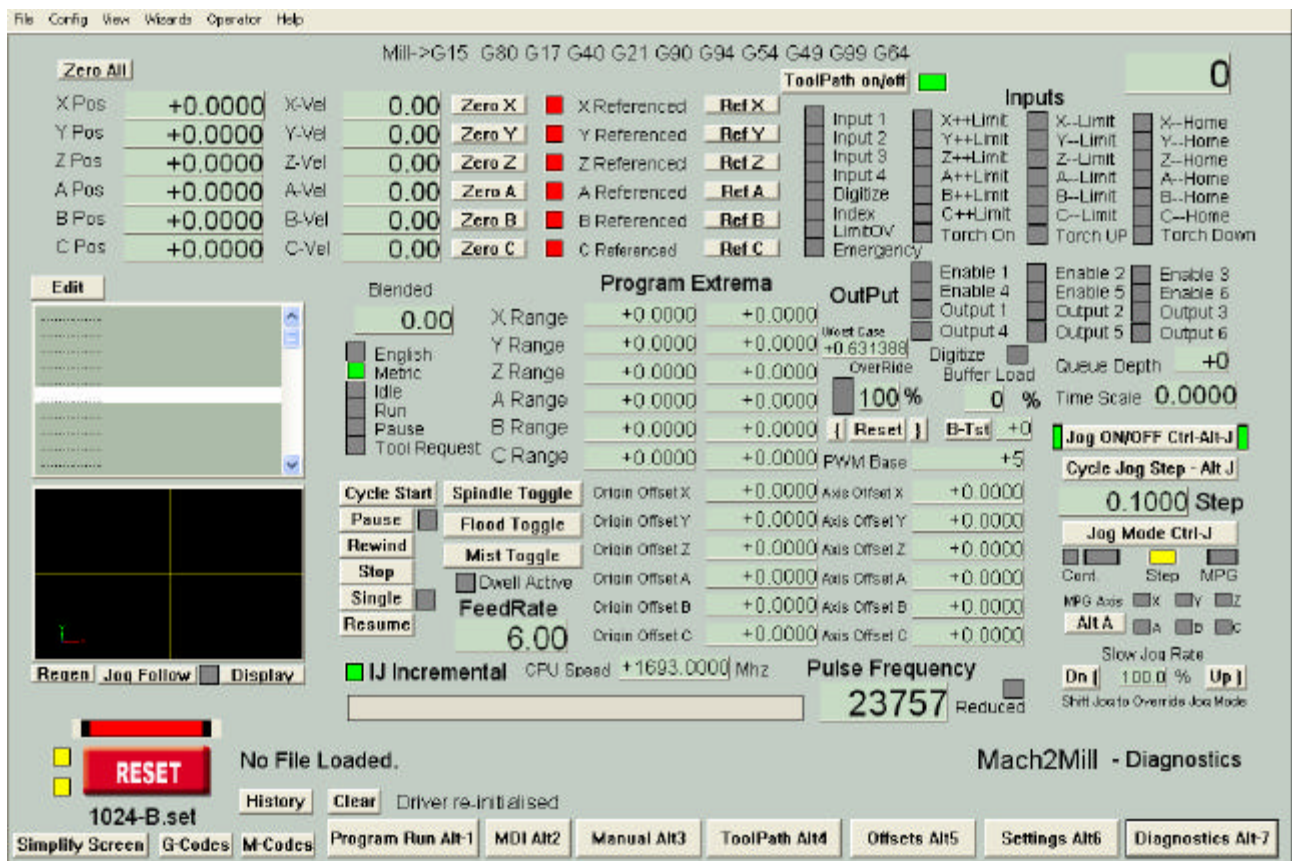 File Config View Wizards Operator Help
Mill->G15 G80 G17 G40 G21 G90 G94 G54 G49 G99 G64
Zero All
ToolPath on/off
0
Inputs
X Pos +0.0000 X-Vel 0.00 Zero X X Referenced Ref X
Y Pos +0.0000 Y-Vel 0.00 Zero Y Y Referenced Ref Y
Z Pos +0.0000 Z-Vel 0.00 Zero Z Z Referenced Ref Z
A Pos +0.0000 A-Vel 0.00 Zero A A Referenced Ref A
B Pos +0.0000 B-Vel 0.00 Zero B B Referenced Ref B
C Pos +0.0000 C-Vel 0.00 Zero C C Referenced Ref C
Input 1 X++Limit X--Limit X--Home
Input 2 Y++Limit Y--Limit Y--Home
Input 3 Z++Limit Z--Limit Z--Home
Input 4 A++Limit A--Limit A--Home
Digitize B++Limit B--Limit B--Home
Index C++Limit C--Limit C--Home
LimitOV Torch On Torch UP Torch Down
Emergency
Edit
Blended
0.00
English
Metric
Idle
Run
Pause
Tool Request
Program Extrema
X Range +0.0000 +0.0000
Y Range +0.0000 +0.0000
Z Range +0.0000 +0.0000
A Range +0.0000 +0.0000
B Range +0.0000 +0.0000
C Range +0.0000 +0.0000
OutPut
Enable 1 Enable 2 Enable 3
Enable 4 Enable 5 Enable 6
Output 1 Output 2 Output 3
Output 4 Output 5 Output 6
Worst Case
+0.631388
OverRide
100 %
{ Reset }
Digitize
Buffer Load
0 %
B-Tst +0
PWM Base +5
Queue Depth +0
Time Scale 0.0000
Jog ON/OFF Ctrl-Alt-J
Cycle Jog Step - Alt J
0.1000 Step
Jog Mode Ctrl-J
Cont. Step MPG
MPG Axis X Y Z
Alt A A B C
Slow Jog Rate
Dn [ 100.0 % Up ]
Shift Jog to Override Jog Mode
Cycle Start
Pause
Rewind
Stop
Single
Resume
Spindle Toggle
Flood Toggle
Mist Toggle
Dwell Active
FeedRate
6.00
Origin Offset X +0.0000 Axis Offset X +0.0000
Origin Offset Y +0.0000 Axis Offset Y +0.0000
Origin Offset Z +0.0000 Axis Offset Z +0.0000
Origin Offset A +0.0000 Axis Offset A +0.0000
Origin Offset B +0.0000 Axis Offset B +0.0000
Origin Offset C +0.0000 Axis Offset C +0.0000
Regen Jog Follow Display
IJ Incremental CPU Speed +1693.0000 Mhz
Pulse Frequency
23757 Reduced
RESET
No File Loaded.
Mach2Mill - Diagnostics
1024-B.set
History Clear Driver re-initialised
Simplify Screen G-Codes M-Codes Program Run Alt-1 MDI Alt2 Manual Alt3 ToolPath Alt4 Offsets Alt5 Settings Alt6 Diagnostics Alt-7